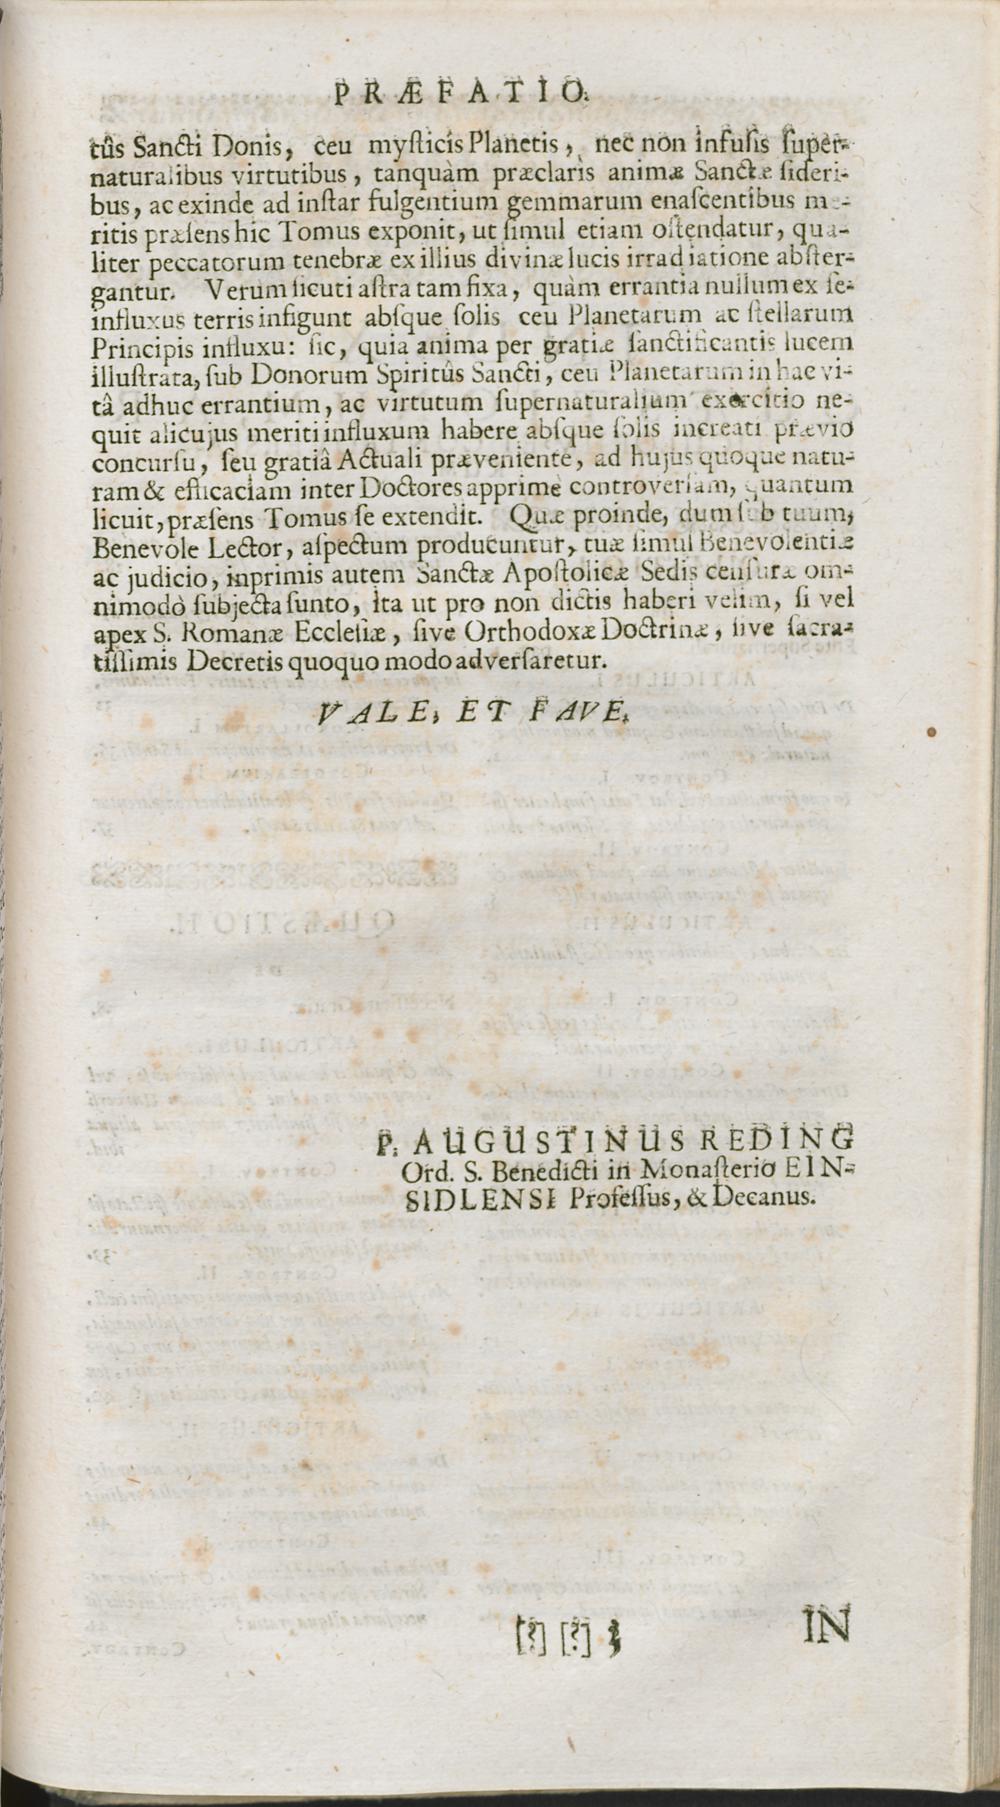 PRÆFATIO.
tûs Sancti Donis, ceu mysticis Planetis, nec non infusis super-
naturalibus virtutibus, tanquàm præclaris animæ Sanctæ sideri-
bus, ac exinde ad instar fulgentium gemmarum enascentibus me-
ritis præsens hic Tomus exponit, ut simul etiam ostendatur, qua-
liter peccatorum tenebræ ex illius divinæ lucis irradiatione abster-
gantur. Verum sicuti astra tam fixa, quàm errantia nullum ex se
influxus terris infigunt absque solis ceu Planetarum ac stellarum
Principis influxu: sic, quia anima per gratiæ sanctificantis lucem
illustrata, sub Donorum Spiritûs Sancti, ceu Planetarum in hac vi-
tâ adhuc errantium, ac virtutum supernaturalium exercitio ne-
quit alicujus meriti influxum habere absque solis increati prævio
concursu, seu gratiâ Actuali præveniente, ad hujus quoque natu-
ram & efficaciam inter Doctores apprimè controversam, quantum
licuit, præsens Tomus se extendit. Quæ proinde, dum sub tuum,
Benevole Lector, aspectum producuntur, tuæ simul Benevolentiæ
ac judicio, inprimis autem Sanctæ Apostolicæ Sedis censuræ om-
nimodò subjecta sunto, ita ut pro non dictis haberi velim, si vel
apex S. Romanæ Ecclesiæ, sive Orthodoxæ Doctrinæ, sive sacra-
tissimis Decretis quoquo modo adversaretur.
VALE, ET FAVE.
P. AUGUSTINUS REDING
Ord. S. Benedicti in Monasterio EIN-
SIDLENSI Professus, & Decanus.
[?] [?] 3
IN